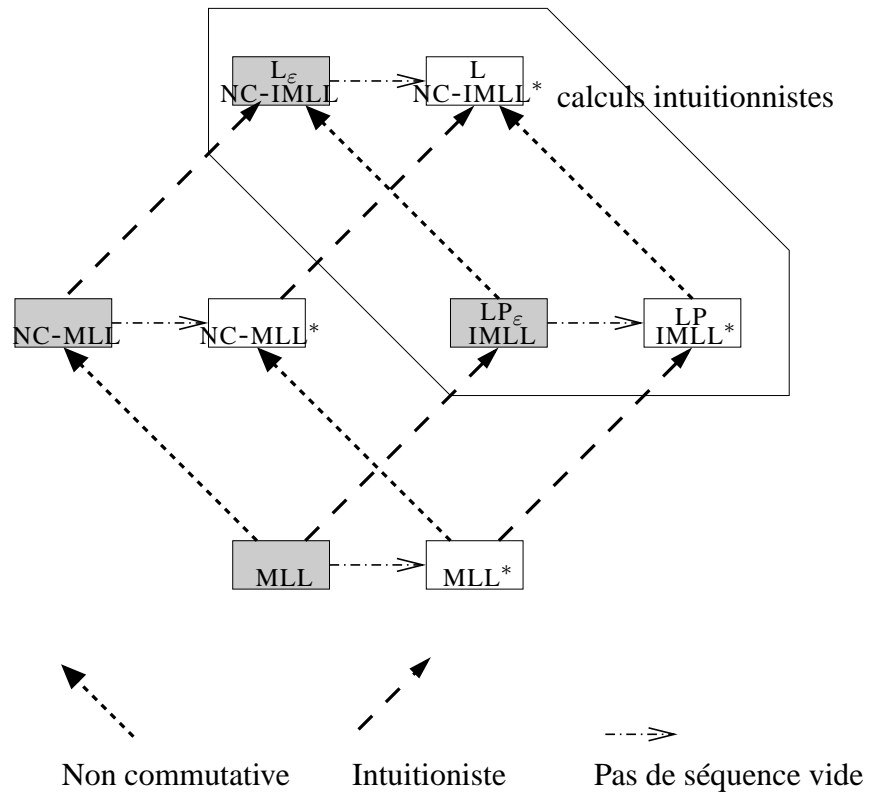 L_ε
NC-IMLL
L
NC-IMLL*
calculs intuitionnistes
NC-MLL
NC-MLL*
LP_ε
IMLL
LP
IMLL*
MLL
MLL*
Non commutative
Intuitioniste
Pas de séquence vide